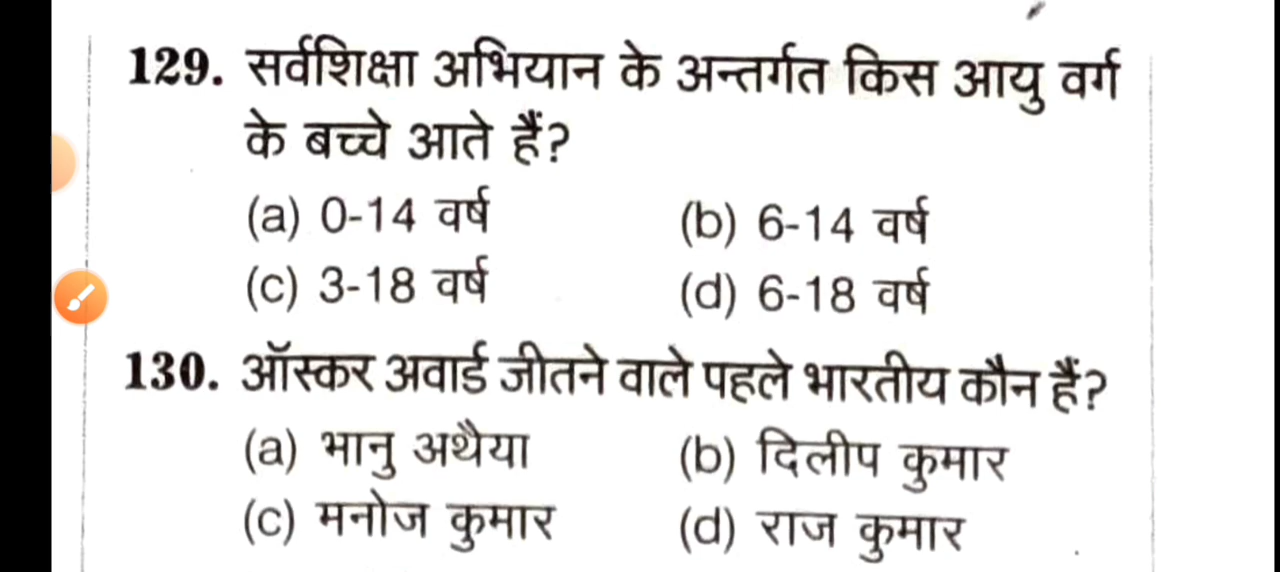 129. सर्वशिक्षा अभियान के अन्तर्गत किस आयु वर्ग
के बच्चे आते हैं?
(a) 0-14 वर्ष (b) 6-14 वर्ष
(c) 3-18 वर्ष (d) 6-18 वर्ष
130. ऑस्कर अवार्ड जीतने वाले पहले भारतीय कौन हैं?
(a) भानु अथैया (b) दिलीप कुमार
(c) मनोज कुमार (d) राज कुमार